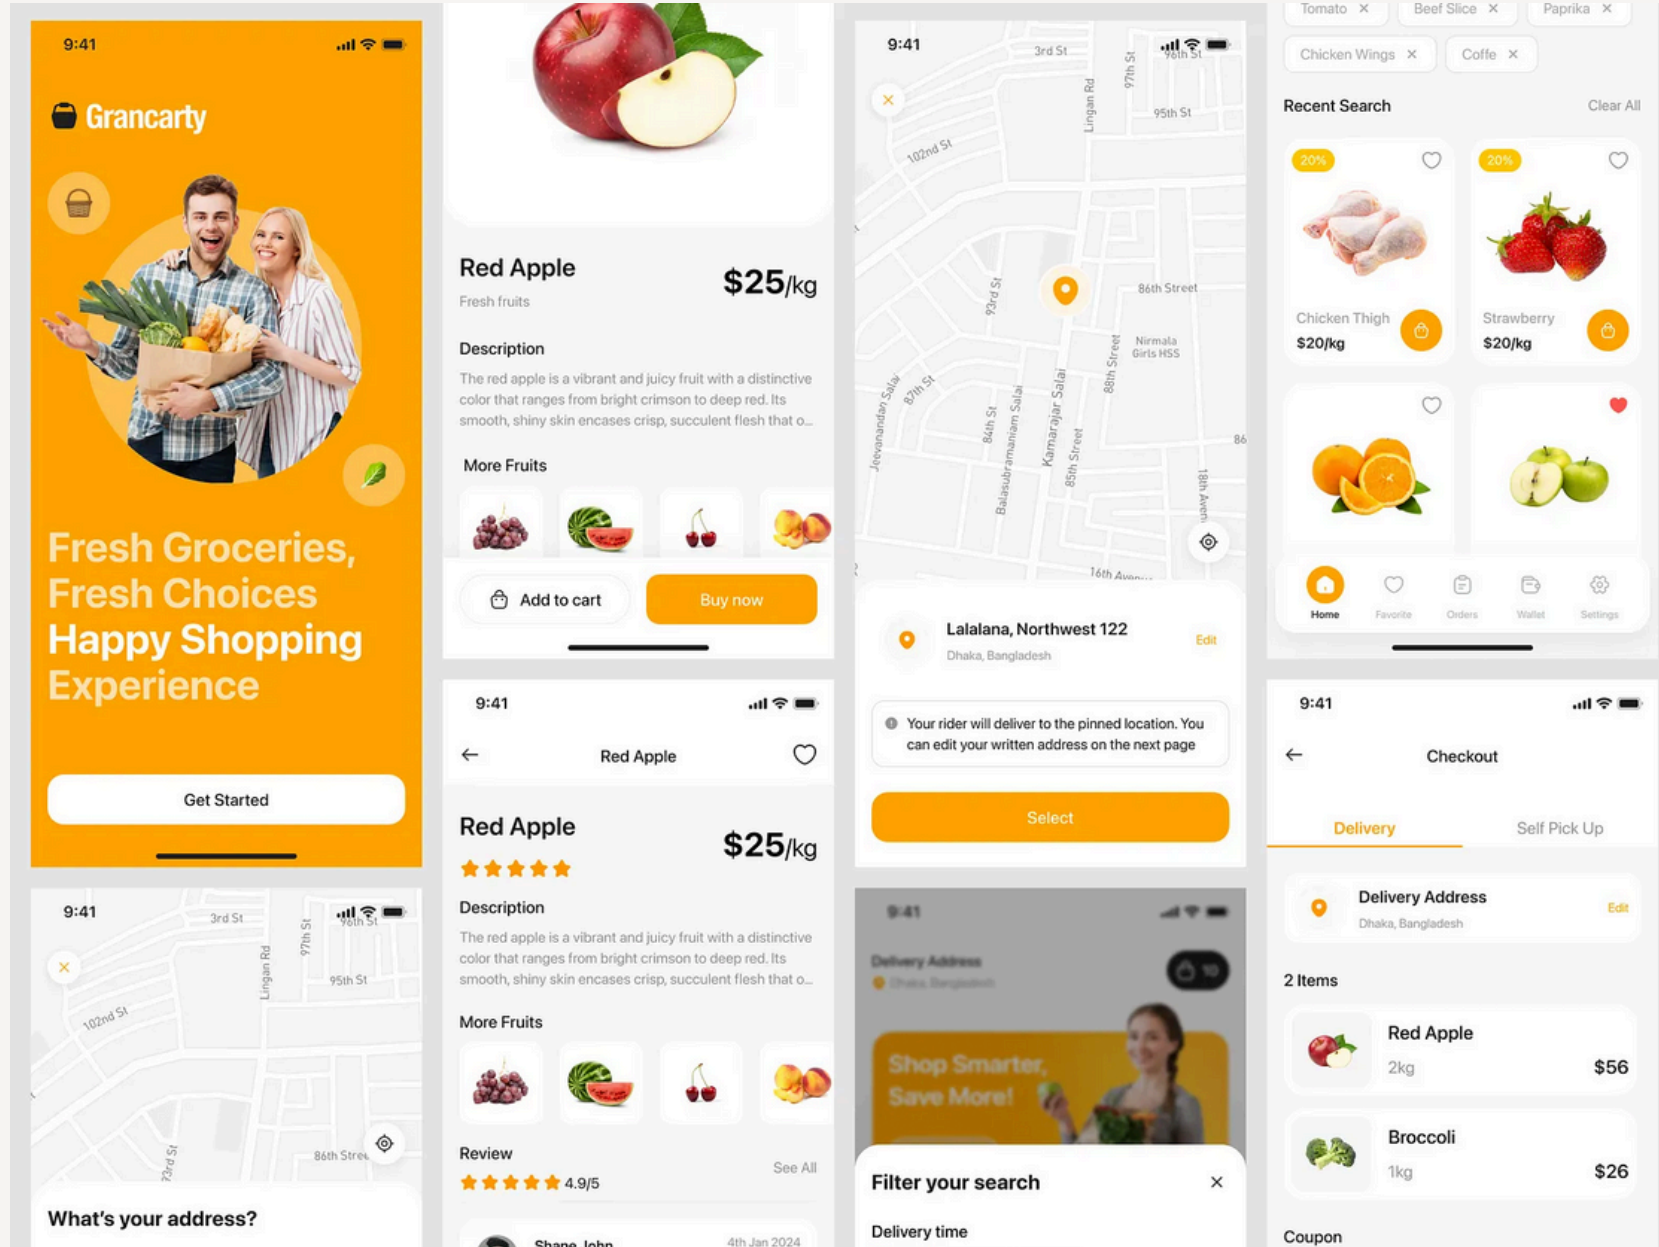 9:41
Grancarty
Fresh Groceries,
Fresh Choices
Happy Shopping
Experience
Get Started
9:41
3rd St
97th St
96th St
Lingan Rd
95th St
102nd St
93rd St
86th Stree
What's your address?
Red Apple
$25/kg
Fresh fruits
Description
The red apple is a vibrant and juicy fruit with a distinctive
color that ranges from bright crimson to deep red. Its
smooth, shiny skin encases crisp, succulent flesh that o...
More Fruits
Add to cart
Buy now
9:41
Red Apple
Red Apple
$25/kg
Description
The red apple is a vibrant and juicy fruit with a distinctive
color that ranges from bright crimson to deep red. Its
smooth, shiny skin encases crisp, succulent flesh that o...
More Fruits
Review
See All
4.9/5
Shane John
4th Jan 2024
9:41
3rd St
97th St
96th St
Lingan Rd
95th St
102nd St
93rd St
86th Street
Nirmala
Girls HSS
88th Street
87th St
Jeevanandan Salai
84th St
Balasubramaniam Salai
Kamarajar Salai
85th Street
86
18th Aven
16th Avenue
Lalalana, Northwest 122
Dhaka, Bangladesh
Edit
Your rider will deliver to the pinned location. You
can edit your written address on the next page
Select
9:41
Delivery Address
Dhaka, Bangladesh
10
Shop Smarter,
Save More!
Filter your search
Delivery time
Tomato
Beef Slice
Paprika
Chicken Wings
Coffe
Recent Search
Clear All
20%
20%
Chicken Thigh
$20/kg
Strawberry
$20/kg
Home
Favorite
Orders
Wallet
Settings
9:41
Checkout
Delivery
Self Pick Up
Delivery Address
Dhaka, Bangladesh
Edit
2 Items
Red Apple
2kg
$56
Broccoli
1kg
$26
Coupon